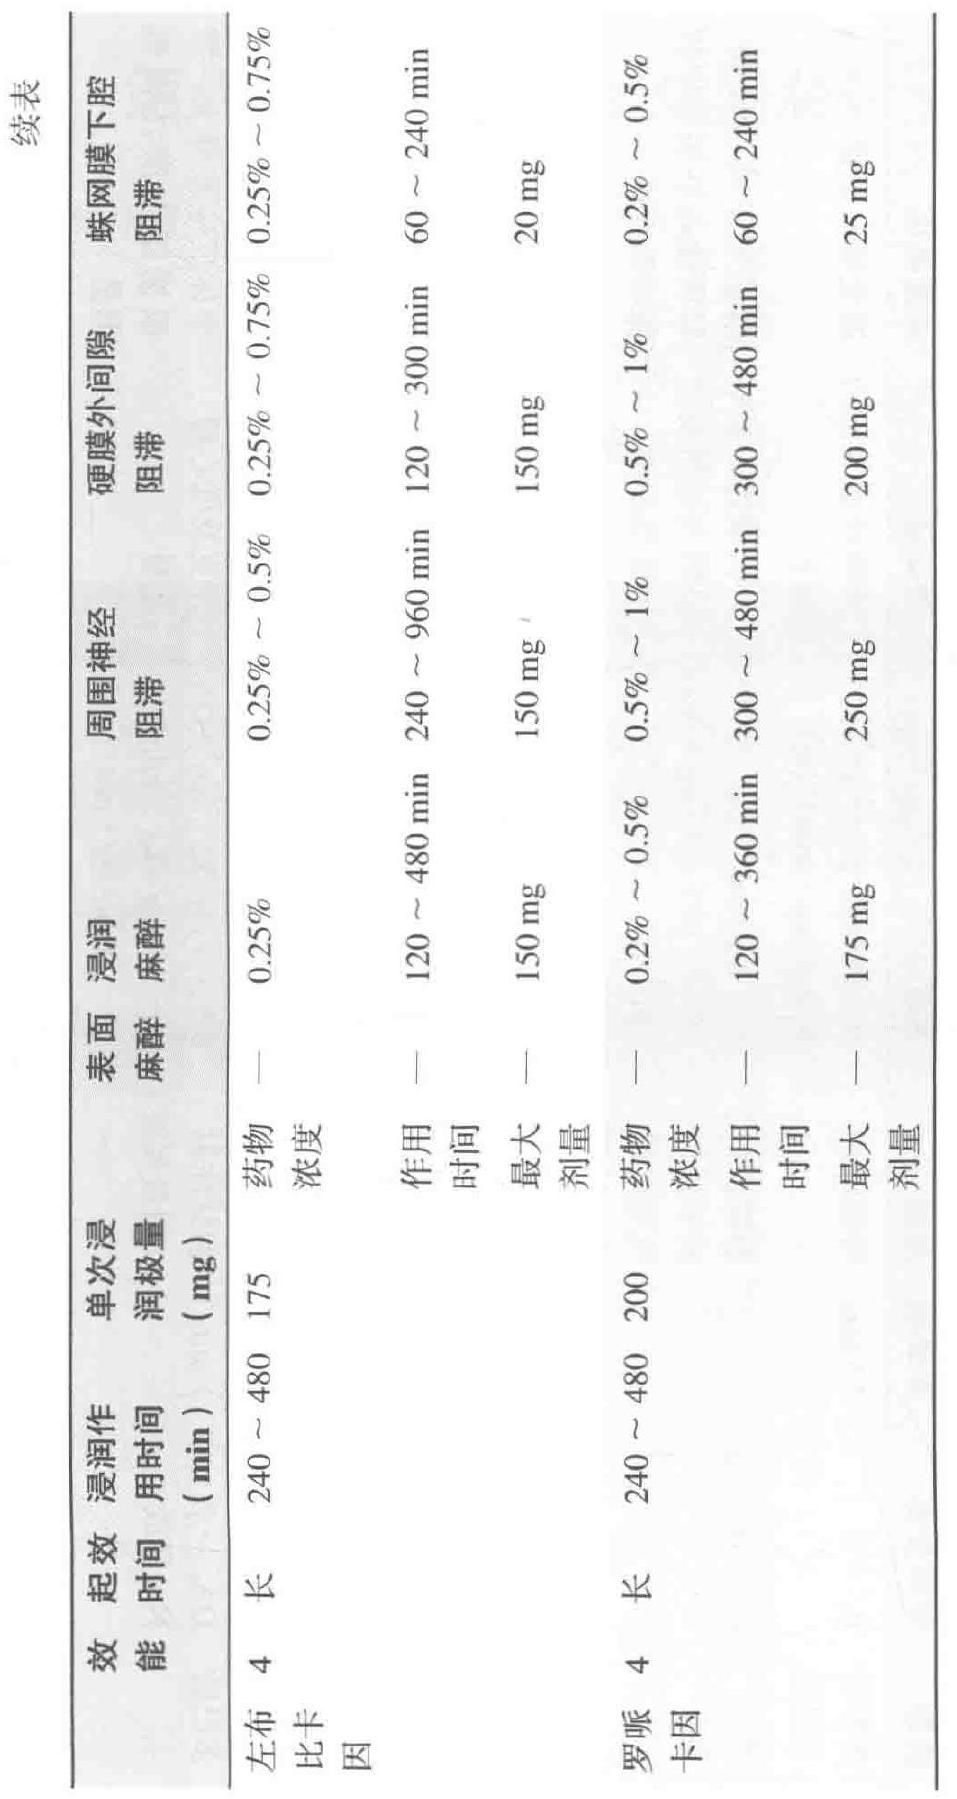 续表
效 起效 浸润作 单次浸 表面 浸润 周围神经 硬膜外间隙 蛛网膜下腔
能 时间 用时间 润极量 麻醉 麻醉 阻滞 阻滞 阻滞
(min) (mg)
左布 4 长 240 ~ 480 175 药物 — 0.25% 0.25% ~ 0.5% 0.25% ~ 0.75% 0.25% ~ 0.75%
比卡 浓度
因
作用 — 120 ~ 480 min 240 ~ 960 min 120 ~ 300 min 60 ~ 240 min
时间
最大 — 150 mg 150 mg 150 mg 20 mg
剂量
罗哌 4 长 240 ~ 480 200 药物 — 0.2% ~ 0.5% 0.5% ~ 1% 0.5% ~ 1% 0.2% ~ 0.5%
卡因 浓度
作用 — 120 ~ 360 min 300 ~ 480 min 300 ~ 480 min 60 ~ 240 min
时间
最大 — 175 mg 250 mg 200 mg 25 mg
剂量